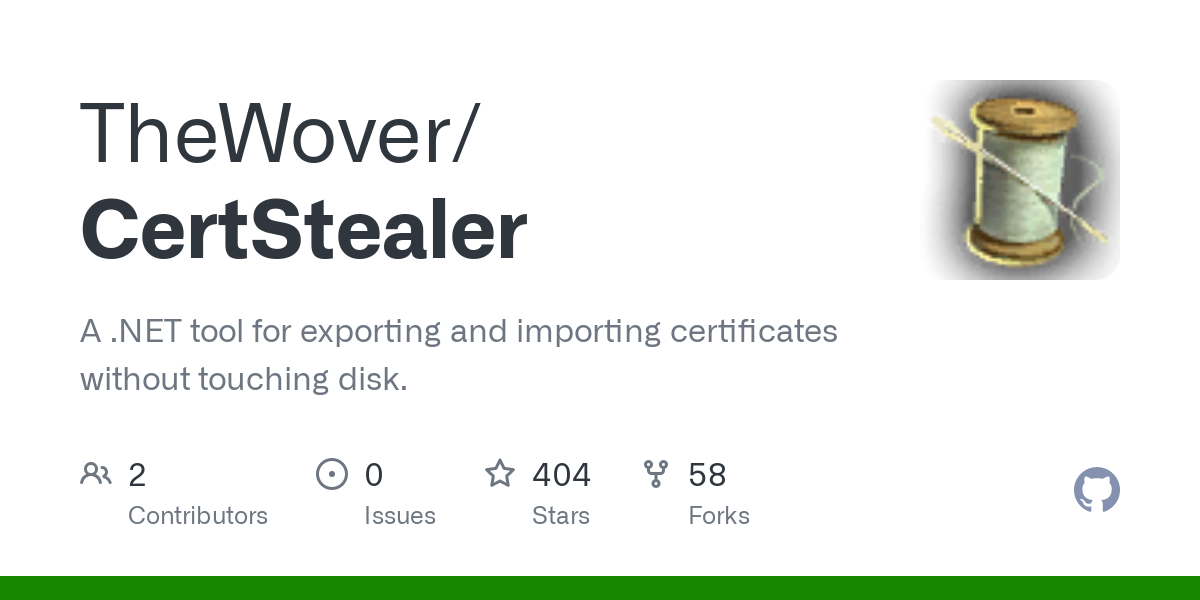 TheWover/
CertStealer
A .NET tool for exporting and importing certificates
without touching disk.
2
Contributors
0
Issues
404
Stars
58
Forks